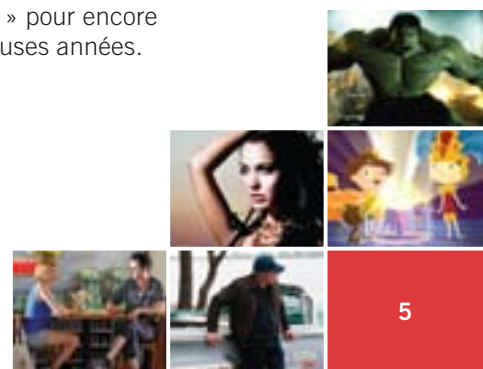 » pour encore
uses années.
5